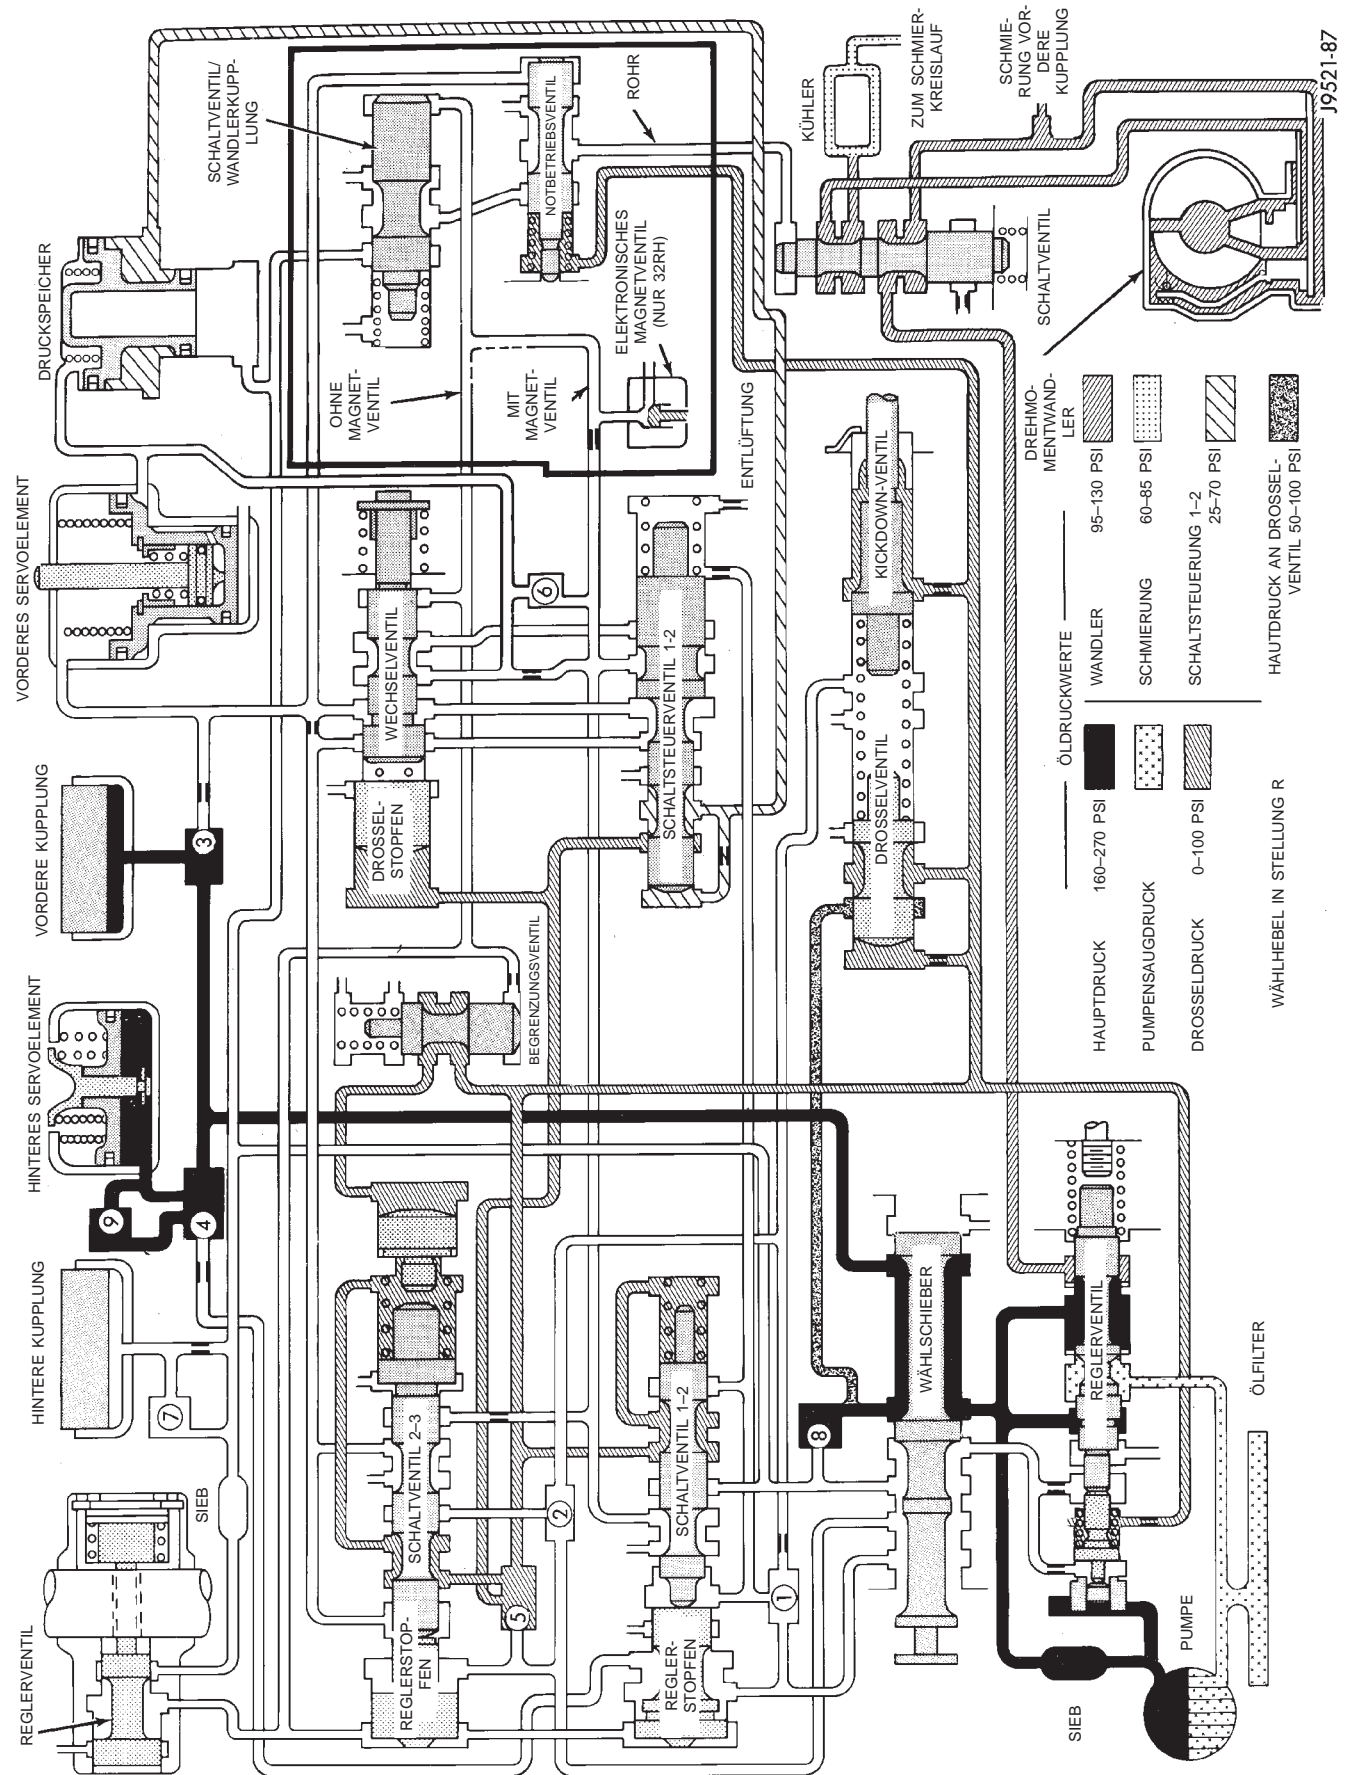 REGLERVENTIL
SIEB
HINTERE KUPPLUNG
HINTERES SERVOELEMENT
VORDERE KUPPLUNG
VORDERES SERVOELEMENT
DRUCKSPEICHER
7
9
4
3
SCHALTVENTIL/
WANDLERKUPP-
LUNG
NOTBETRIEBSVENTIL
ROHR
OHNE
MAGNET-
VENTIL
MIT
MAGNET-
VENTIL
ELEKTRONISCHES
MAGNETVENTIL
(NUR 32RH)
ENTLÜFTUNG
REGLERSTOP-
FEN
SCHALTVENTIL 2–3
BEGRENZUNGSVENTIL
DROSSEL-
STOPFEN
WECHSELVENTIL
6
5
2
REGLER-
STOPFEN
SCHALTVENTIL 1–2
SCHALTSTEUERVENTIL 1-2
1
8
WÄHLSCHIEBER
DROSSELVENTIL
KICKDOWN-VENTIL
KÜHLER
ZUM SCHMIER-
KREISLAUF
SCHMIE-
RUNG VOR-
DERE
KUPPLUNG
SCHALTVENTIL
DREHMO-
MENTWAND-
LER
SIEB
PUMPE
REGLERVENTIL
ÖLFILTER
ÖLDRUCKWERTE
HAUPTDRUCK 160–270 PSI
PUMPENSAUGDRUCK
DROSSELDRUCK 0–100 PSI
WANDLER 95–130 PSI
SCHMIERUNG 60–85 PSI
SCHALTSTEUERUNG 1–2
25–70 PSI
HAUTDRUCK AN DROSSEL-
VENTIL 50–100 PSI
WÄHLHEBEL IN STELLUNG R
J9521-87